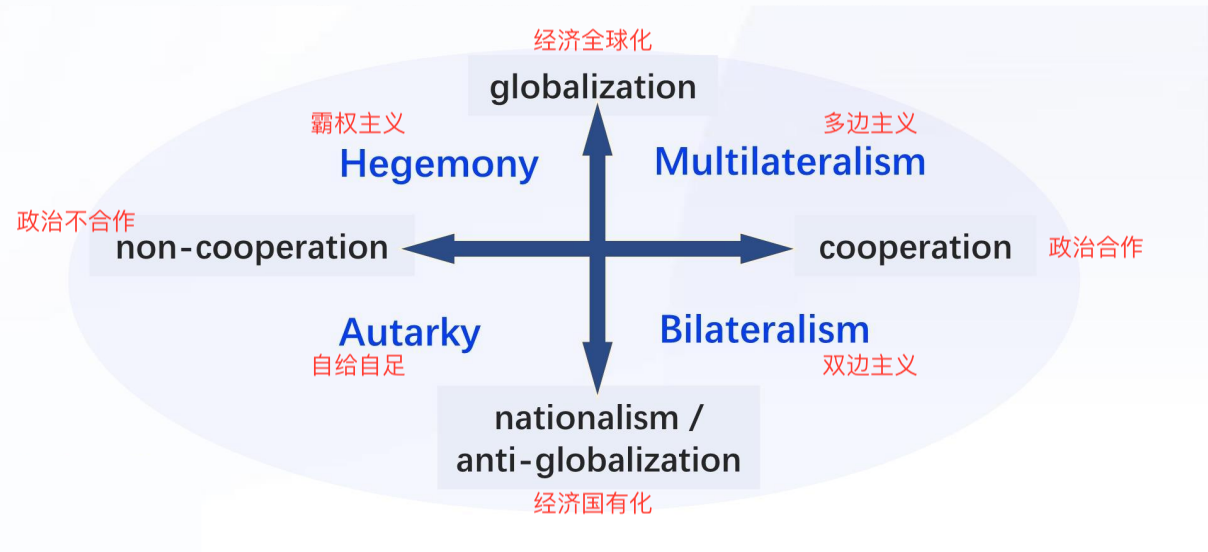 经济全球化
globalization
霸权主义
多边主义
Hegemony
Multilateralism
政治不合作
non-cooperation
cooperation
政治合作
Autarky
Bilateralism
自给自足
双边主义
nationalism /
anti-globalization
经济国有化